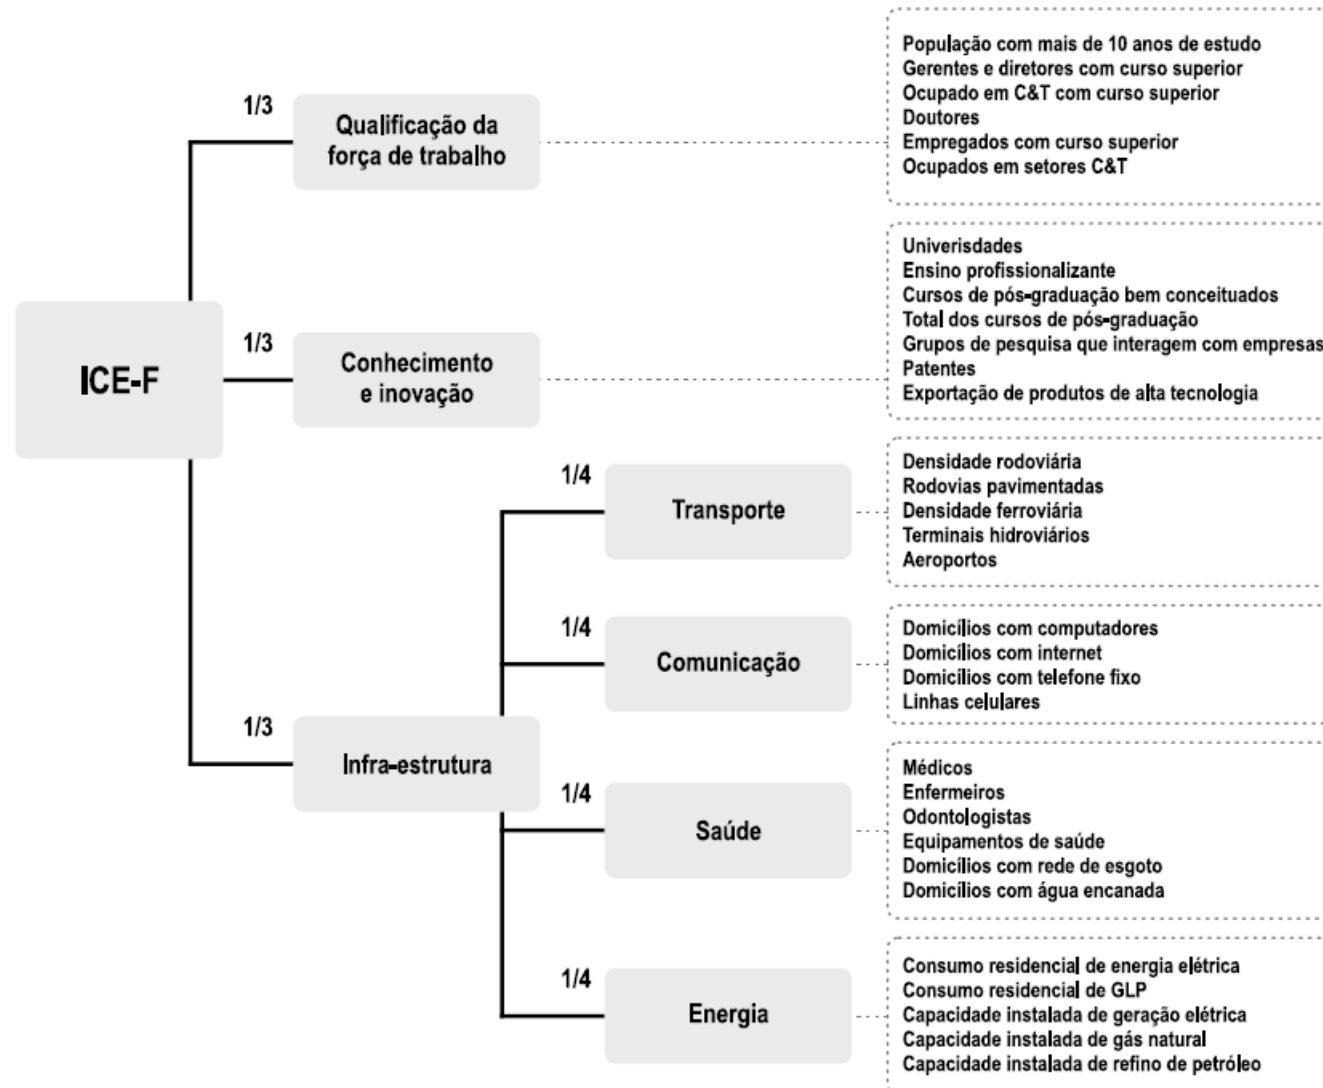 População com mais de 10 anos de estudo
Gerentes e diretores com curso superior
Ocupado em C&T com curso superior
Doutores
Empregados com curso superior
Ocupados em setores C&T
1/3
Qualificação da
força de trabalho
Univerisdades
Ensino profissionalizante
Cursos de pós-graduação bem conceituados
Total dos cursos de pós-graduação
Grupos de pesquisa que interagem com empresas
Patentes
Exportação de produtos de alta tecnologia
ICE-F
1/3
Conhecimento
e inovação
1/4
Transporte
Densidade rodoviária
Rodovias pavimentadas
Densidade ferroviária
Terminais hidroviários
Aeroportos
1/4
Comunicação
Domicílios com computadores
Domicílios com internet
Domicílios com telefone fixo
Linhas celulares
1/3
Infra-estrutura
1/4
Saúde
Médicos
Enfermeiros
Odontologistas
Equipamentos de saúde
Domicílios com rede de esgoto
Domicílios com água encanada
1/4
Energia
Consumo residencial de energia elétrica
Consumo residencial de GLP
Capacidade instalada de geração elétrica
Capacidade instalada de gás natural
Capacidade instalada de refino de petróleo